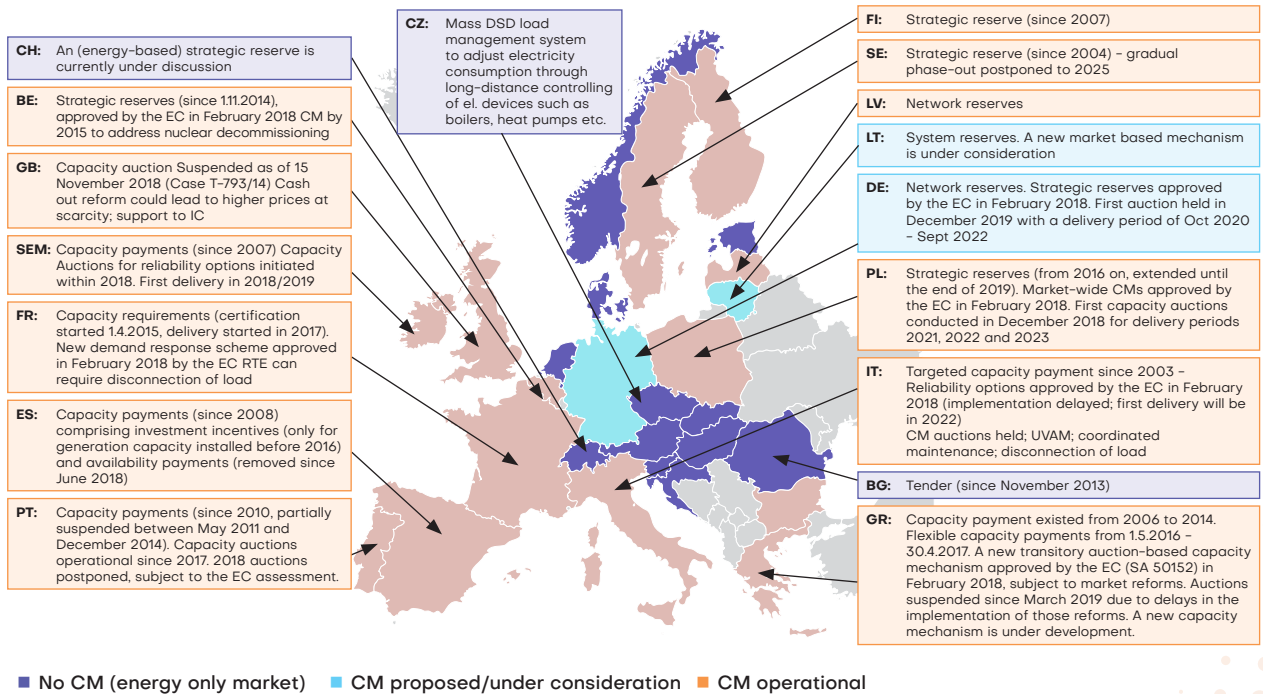 CH: An (energy-based) strategic reserve is
currently under discussion
BE: Strategic reserves (since 1.11.2014),
approved by the EC in February 2018 CM by
2015 to address nuclear decommissioning
GB: Capacity auction Suspended as of 15
November 2018 (Case T-793/14) Cash
out reform could lead to higher prices at
scarcity; support to IC
SEM: Capacity payments (since 2007) Capacity
Auctions for reliability options initiated
within 2018. First delivery in 2018/2019
FR: Capacity requirements (certification
started 1.4.2015, delivery started in 2017).
New demand response scheme approved
in February 2018 by the EC RTE can
require disconnection of load
ES: Capacity payments (since 2008)
comprising investment incentives (only for
generation capacity installed before 2016)
and availability payments (removed since
June 2018)
PT: Capacity payments (since 2010, partially
suspended between May 2011 and
December 2014). Capacity auctions
operational since 2017. 2018 auctions
postponed, subject to the EC assessment.
CZ: Mass DSD load
management system
to adjust electricity
consumption through
long-distance controlling
of el. devices such as
boilers, heat pumps etc.
FI: Strategic reserve (since 2007)
SE: Strategic reserve (since 2004) - gradual
phase-out postponed to 2025
LV: Network reserves
LT: System reserves. A new market based mechanism
is under consideration
DE: Network reserves. Strategic reserves approved
by the EC in February 2018. First auction held in
December 2019 with a delivery period of Oct 2020
- Sept 2022
PL: Strategic reserves (from 2016 on, extended until
the end of 2019). Market-wide CMs approved by
the EC in February 2018. First capacity auctions
conducted in December 2018 for delivery periods
2021, 2022 and 2023
IT: Targeted capacity payment since 2003 -
Reliability options approved by the EC in February
2018 (implementation delayed; first delivery will be
in 2022)
CM auctions held; UVAM; coordinated
maintenance; disconnection of load
BG: Tender (since November 2013)
GR: Capacity payment existed from 2006 to 2014.
Flexible capacity payments from 1.5.2016 -
30.4.2017. A new transitory auction-based capacity
mechanism approved by the EC (SA 50152) in
February 2018, subject to market reforms. Auctions
suspended since March 2019 due to delays in the
implementation of those reforms. A new capacity
mechanism is under development.
No CM (energy only market)
CM proposed/under consideration
CM operational